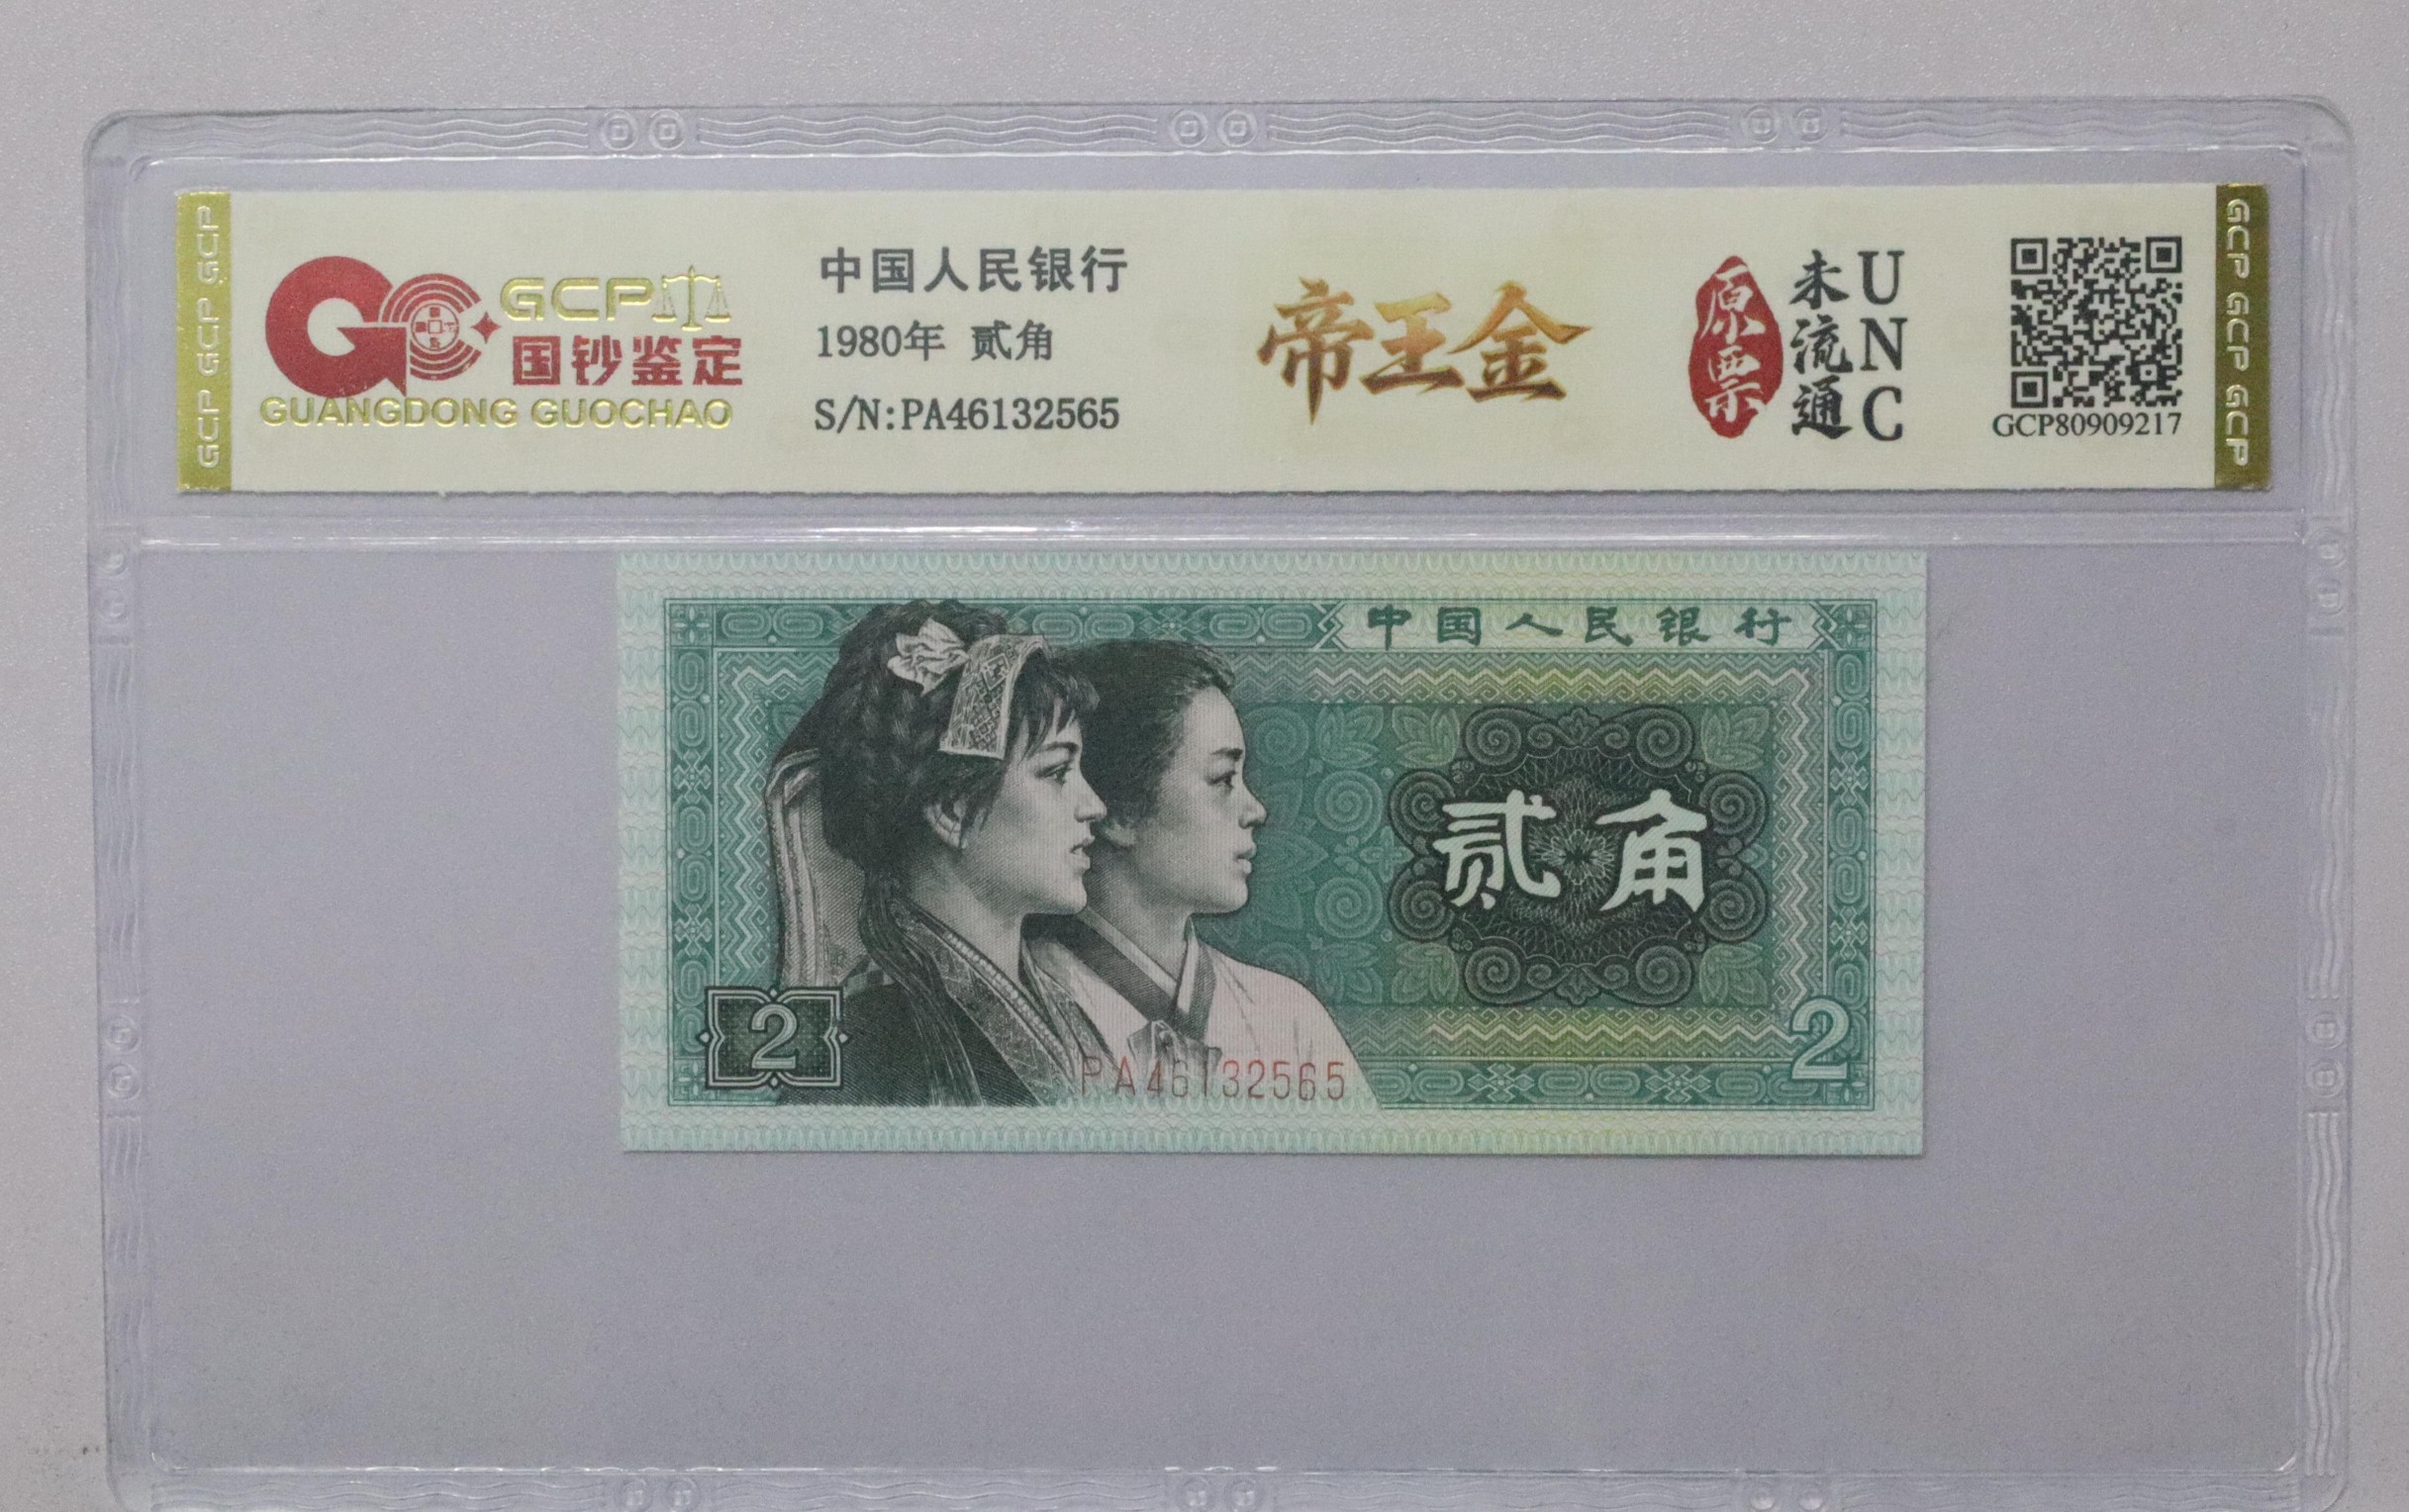 GCP GCP GCP
GCP
国钞鉴定
GUANGDONG GUOCHAO
中国人民银行
1980年 贰角
S/N:PA46132565
帝王金
原票
未流通
UNC
GCP80909217
GCP GCP GCP
中国人民银行
贰角
2
2
PA46132565